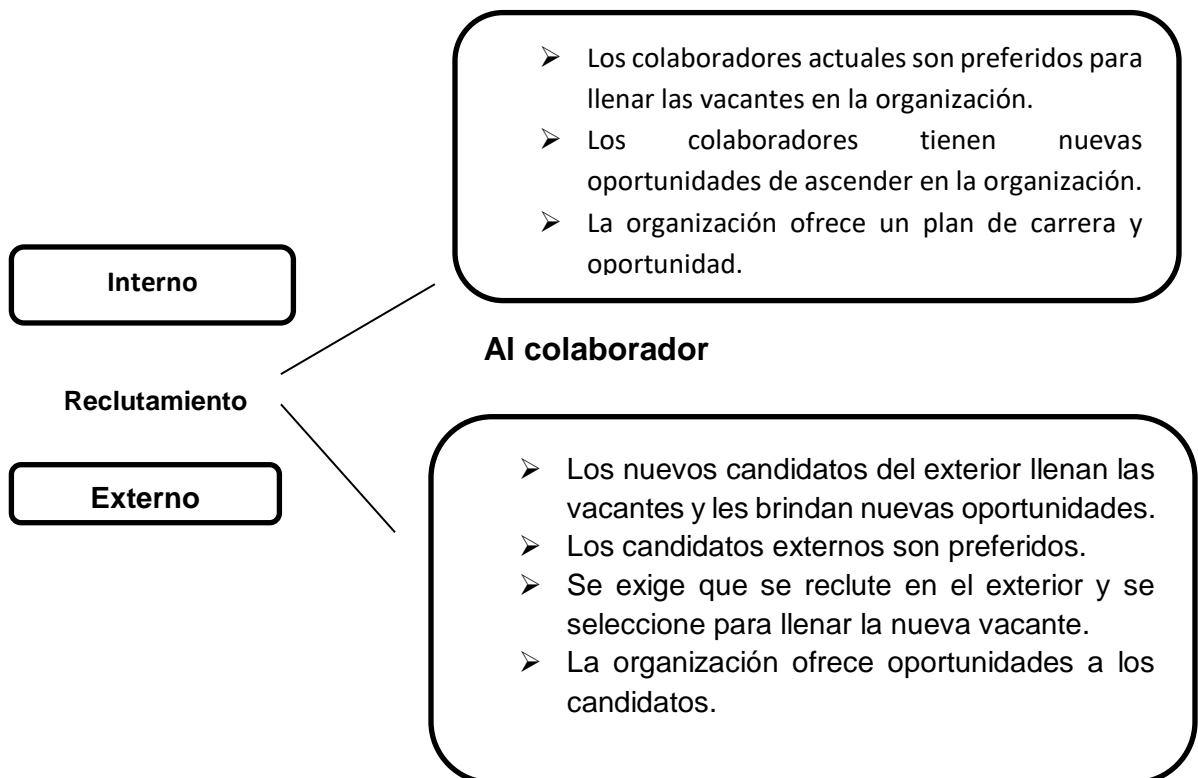 ➢ Los colaboradores actuales son preferidos para
llenar las vacantes en la organización.
➢ Los colaboradores tienen nuevas
oportunidades de ascender en la organización.
➢ La organización ofrece un plan de carrera y
oportunidad.
Interno
Al colaborador
Reclutamiento
Externo
➢ Los nuevos candidatos del exterior llenan las
vacantes y les brindan nuevas oportunidades.
➢ Los candidatos externos son preferidos.
➢ Se exige que se reclute en el exterior y se
seleccione para llenar la nueva vacante.
➢ La organización ofrece oportunidades a los
candidatos.